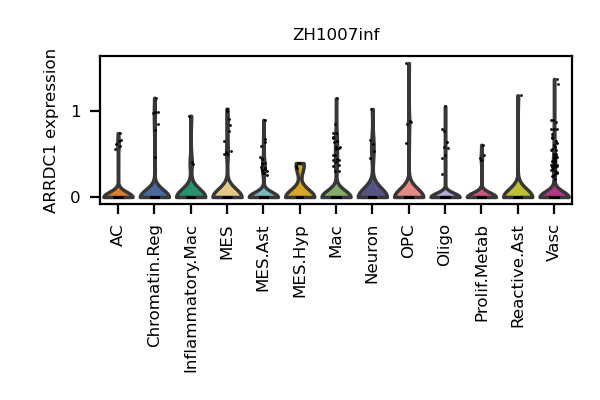 ZH1007inf
ARRDC1 expression
1
0
AC
Chromatin.Reg
Inflammatory.Mac
MES
MES.Ast
MES.Hyp
Mac
Neuron
OPC
Oligo
Prolif.Metab
Reactive.Ast
Vasc